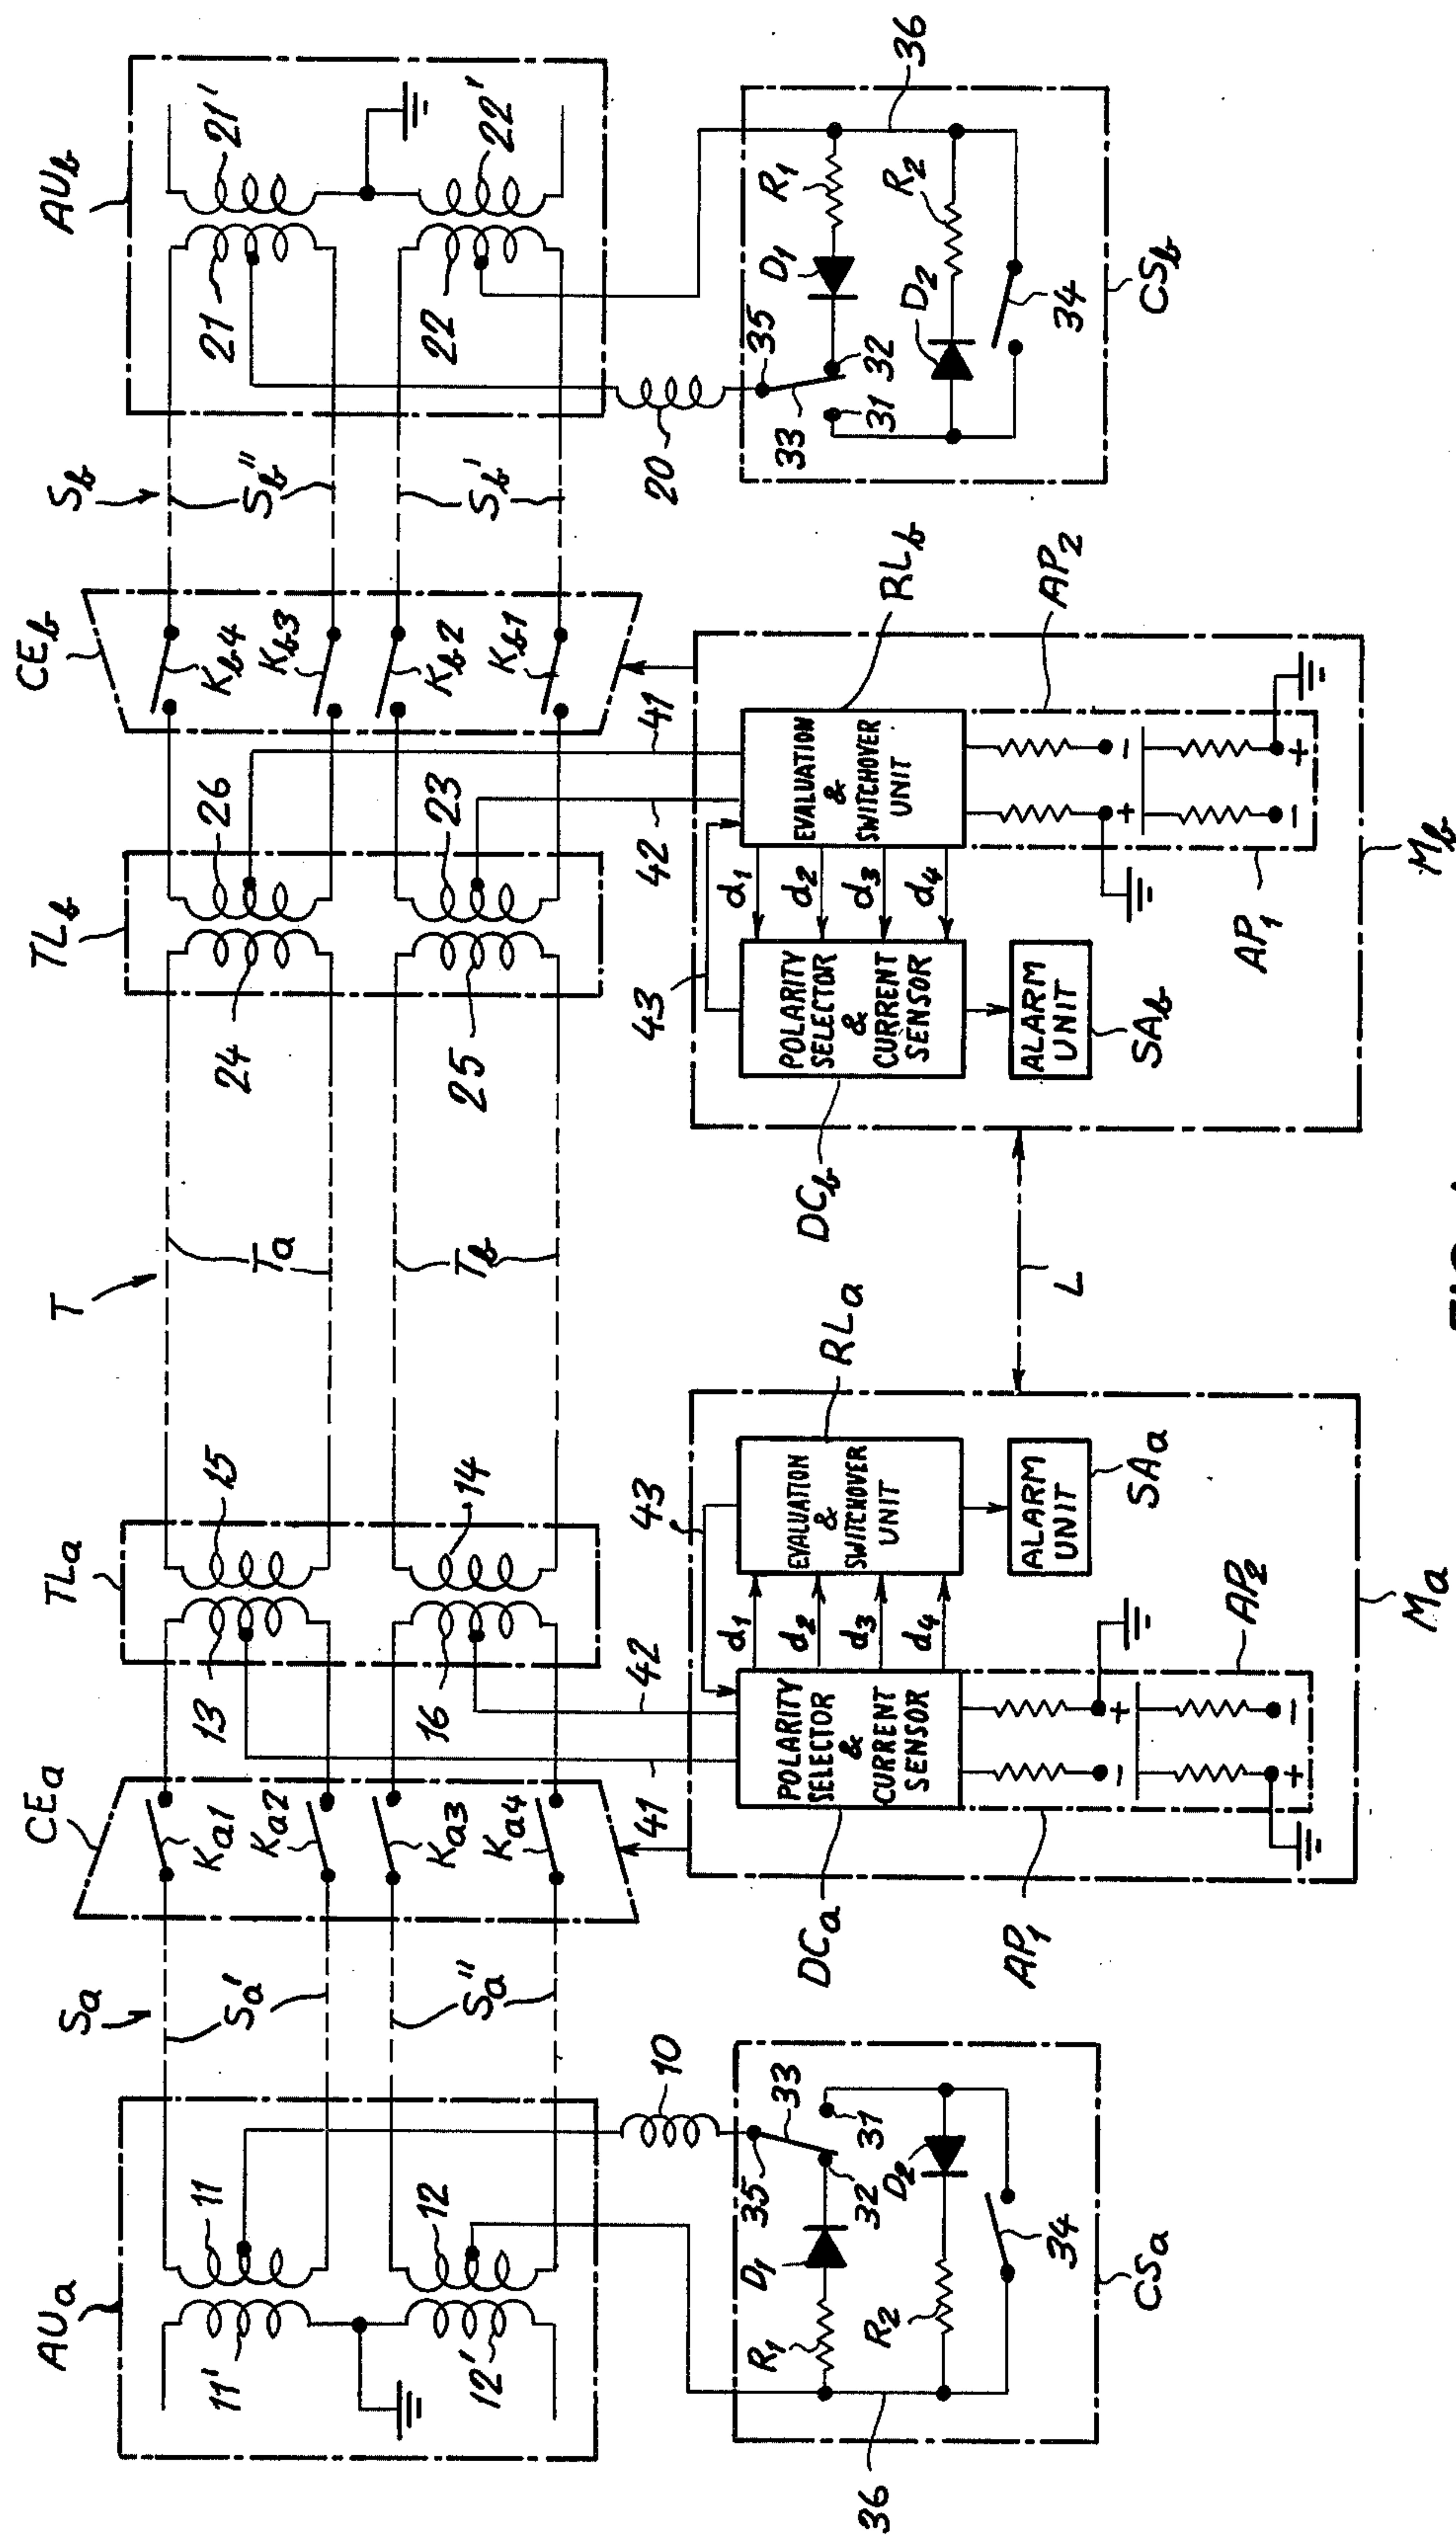 AUa
11'
11
12'
12
Sa
Sa'
Sa"
10
35
33
32
31
D1
D2
R1
R2
34
36
CSa
CEa
Ka1
Ka2
Ka3
Ka4
41
42
TLa
13
15
16
14
DCa
POLARITY
SELECTOR
&
CURRENT
SENSOR
d1
d2
d3
d4
43
EVALUATION
&
SWITCHOVER
UNIT
RLa
ALARM
UNIT
SAa
AP1
AP2
-
+
+
-
Ma
T
Ta
Tb
L
TLb
24
26
25
23
43
42
41
DCb
POLARITY
SELECTOR
&
CURRENT
SENSOR
d1
d2
d3
d4
EVALUATION
&
SWITCHOVER
UNIT
RLb
ALARM
UNIT
SAb
AP1
AP2
+
-
-
+
Mb
CEb
Kb4
Kb3
Kb2
Kb1
Sb
Sb"
Sb'
20
AUb
21
21'
22
22'
35
33
32
31
D1
R1
D2
R2
34
36
CSb